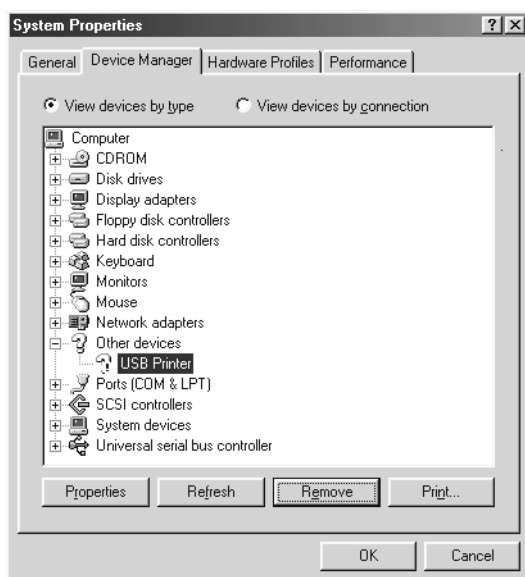 System Properties
General Device Manager Hardware Profiles Performance
View devices by type View devices by connection
Computer
CDROM
Disk drives
Display adapters
Floppy disk controllers
Hard disk controllers
Keyboard
Monitors
Mouse
Network adapters
Other devices
USB Printer
Ports (COM & LPT)
SCSI controllers
System devices
Universal serial bus controller
Properties Refresh Remove Print...
OK Cancel